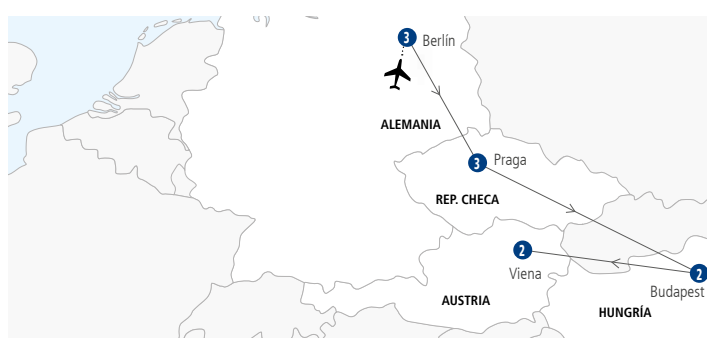 3 Berlín
ALEMANIA
3 Praga
REP. CHECA
2
Viena
2
Budapest
AUSTRIA
HUNGRÍA